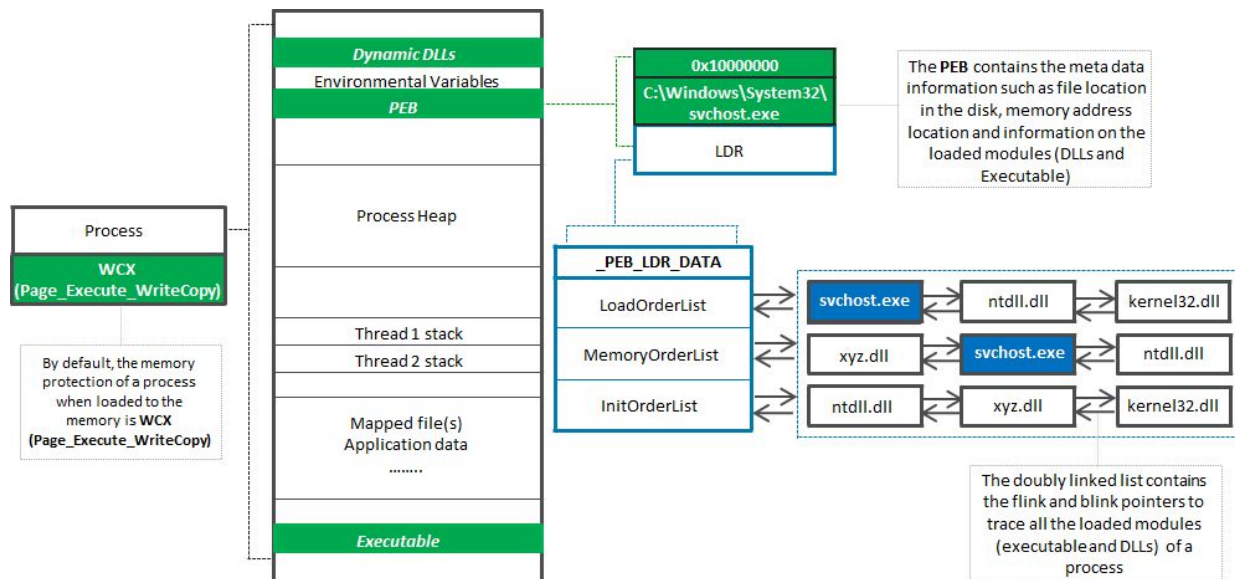 Process
WCX
(Page_Execute_WriteCopy)
By default, the memory
protection of a process
when loaded to the
memory is WCX
(Page_Execute_WriteCopy)
Dynamic DLLs
Environmental Variables
PEB
Process Heap
Thread 1 stack
Thread 2 stack
Mapped file(s)
Application data
........
Executable
0x10000000
C:\Windows\System32\
svchost.exe
LDR
The PEB contains the meta data
information such as file location
in the disk, memory address
location and information on the
loaded modules (DLLs and
Executable)
_PEB_LDR_DATA
LoadOrderList
MemoryOrderList
InitOrderList
svchost.exe
ntdll.dll
kernel32.dll
xyz.dll
svchost.exe
ntdll.dll
ntdll.dll
xyz.dll
kernel32.dll
The doubly linked list contains
the flink and blink pointers to
trace all the loaded modules
(executable and DLLs) of a
process